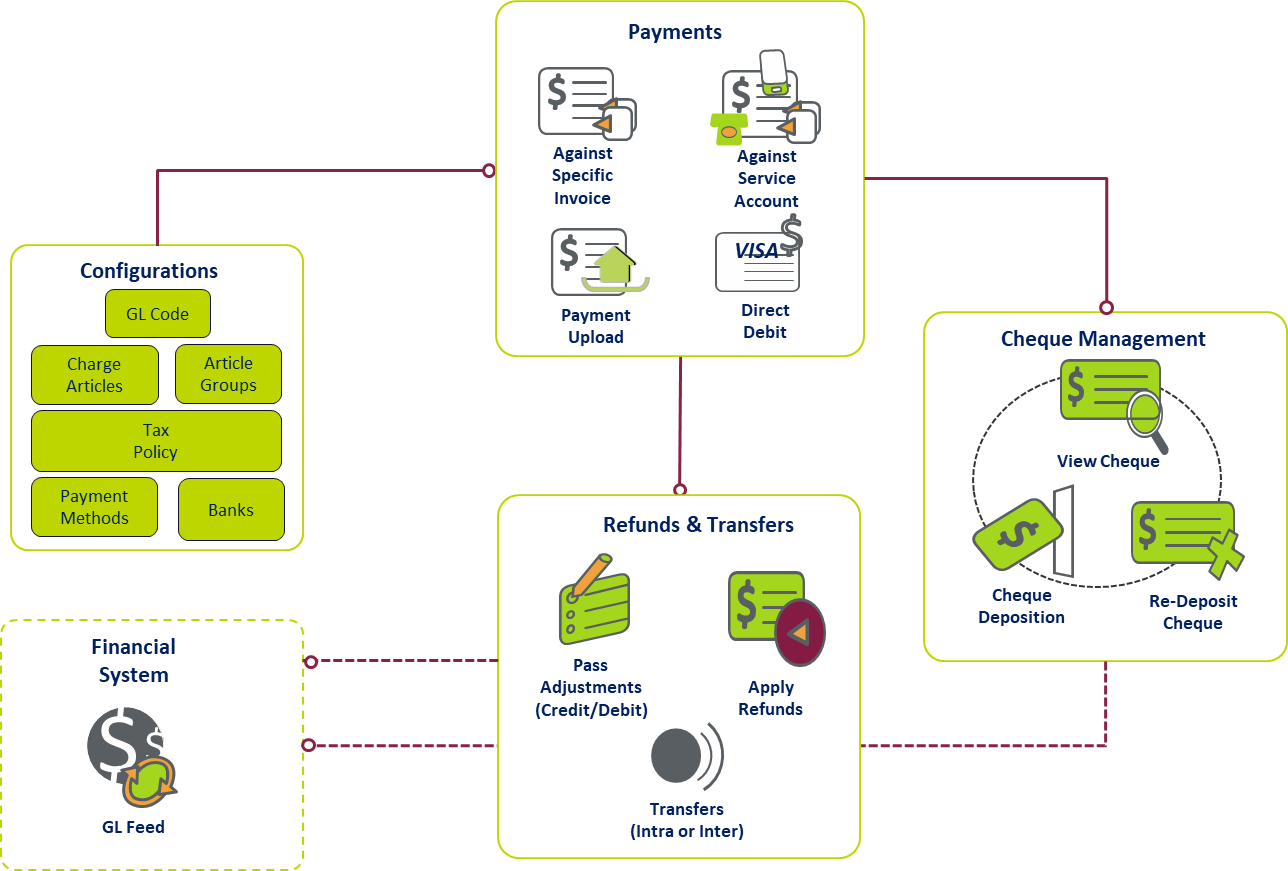 Payments
$
Against
Specific
Invoice
$
Against
Service
Account
$
Payment
Upload
$
VISA
Direct
Debit
Configurations
GL Code
Charge
Articles
Article
Groups
Tax
Policy
Payment
Methods
Banks
Cheque Management
$
View Cheque
$
Cheque
Deposition
$
Re-Deposit
Cheque
Refunds & Transfers
Pass
Adjustments
(Credit/Debit)
$
Apply
Refunds
Transfers
(Intra or Inter)
Financial
System
$
$
GL Feed